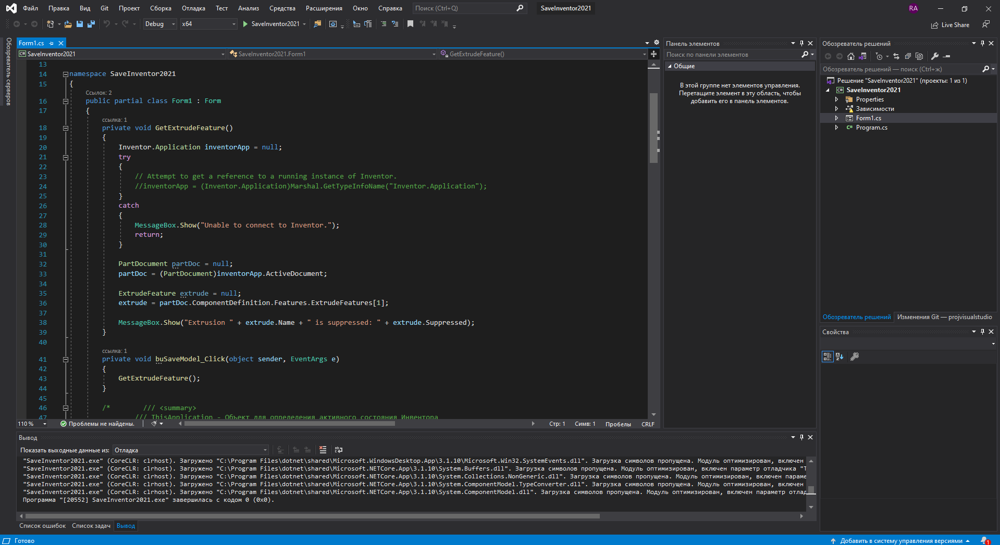 Файл Правка Вид Git Проект Сборка Отладка Тест Анализ Средства Расширения Окно Справка Поиск (Ctrl+Q) SaveInventor2021 RA
Debug x64 SaveInventor2021 Live Share
Обозреватель серверов
Form1.cs
SaveInventor2021 SaveInventor2021.Form1 GetExtrudeFeature()
13
14 namespace SaveInventor2021
15 {
Ссылок: 2
16 public partial class Form1 : Form
17 {
ссылка: 1
18 private void GetExtrudeFeature()
19 {
20 Inventor.Application inventorApp = null;
21 try
22 {
23 // Attempt to get a reference to a running instance of Inventor.
24 //inventorApp = (Inventor.Application)Marshal.GetTypeInfoName("Inventor.Application");
25 }
26 catch
27 {
28 MessageBox.Show("Unable to connect to Inventor.");
29 return;
30 }
31
32 PartDocument partDoc = null;
33 partDoc = (PartDocument)inventorApp.ActiveDocument;
34
35 ExtrudeFeature extrude = null;
36 extrude = partDoc.ComponentDefinition.Features.ExtrudeFeatures[1];
37
38 MessageBox.Show("Extrusion " + extrude.Name + " is suppressed: " + extrude.Suppressed);
39 }
40
ссылка: 1
41 private void buSaveModel_Click(object sender, EventArgs e)
42 {
43 GetExtrudeFeature();
44 }
45
46 /* /// <summary>
47 /// ThisApplication - Объект для определения активного состояния Инвентора
110 % Проблемы не найдены. Стр: 1 Симв: 1 Пробелы CRLF
Панель элементов
Поиск по панели элементов
Общие
В этой группе нет элементов управления.
Перетащите элемент в эту область, чтобы
добавить его в панель элементов.
Обозреватель решений
Обозреватель решений — поиск (Ctrl+ж)
Решение "SaveInventor2021" (проекты: 1 из 1)
SaveInventor2021
Properties
Зависимости
Form1.cs
Program.cs
Обозреватель решений Изменения Git — projvisualstudio
Свойства
Вывод
Показать выходные данные из: Отладка
"SaveInventor2021.exe" (CoreCLR: clrhost). Загружено "C:\Program Files\dotnet\shared\Microsoft.WindowsDesktop.App\3.1.10\Microsoft.Win32.SystemEvents.dll". Загрузка символов пропущена. Модуль оптимизирован, включен
"SaveInventor2021.exe" (CoreCLR: clrhost). Загружено "C:\Program Files\dotnet\shared\Microsoft.NETCore.App\3.1.10\System.Buffers.dll". Загрузка символов пропущена. Модуль оптимизирован, включен параметр отладчика "Т
"SaveInventor2021.exe" (CoreCLR: clrhost). Загружено "C:\Program Files\dotnet\shared\Microsoft.NETCore.App\3.1.10\System.Collections.NonGeneric.dll". Загрузка символов пропущена. Модуль оптимизирован, включен параме
"SaveInventor2021.exe" (CoreCLR: clrhost). Загружено "C:\Program Files\dotnet\shared\Microsoft.NETCore.App\3.1.10\System.ComponentModel.TypeConverter.dll". Загрузка символов пропущена. Модуль оптимизирован, включен
"SaveInventor2021.exe" (CoreCLR: clrhost). Загружено "C:\Program Files\dotnet\shared\Microsoft.NETCore.App\3.1.10\System.ComponentModel.dll". Загрузка символов пропущена. Модуль оптимизирован, включен параметр отлад
Программа "[20552] SaveInventor2021.exe" завершилась с кодом 0 (0x0).
Список ошибок Список задач Вывод
Готово Добавить в систему управления версиями 1